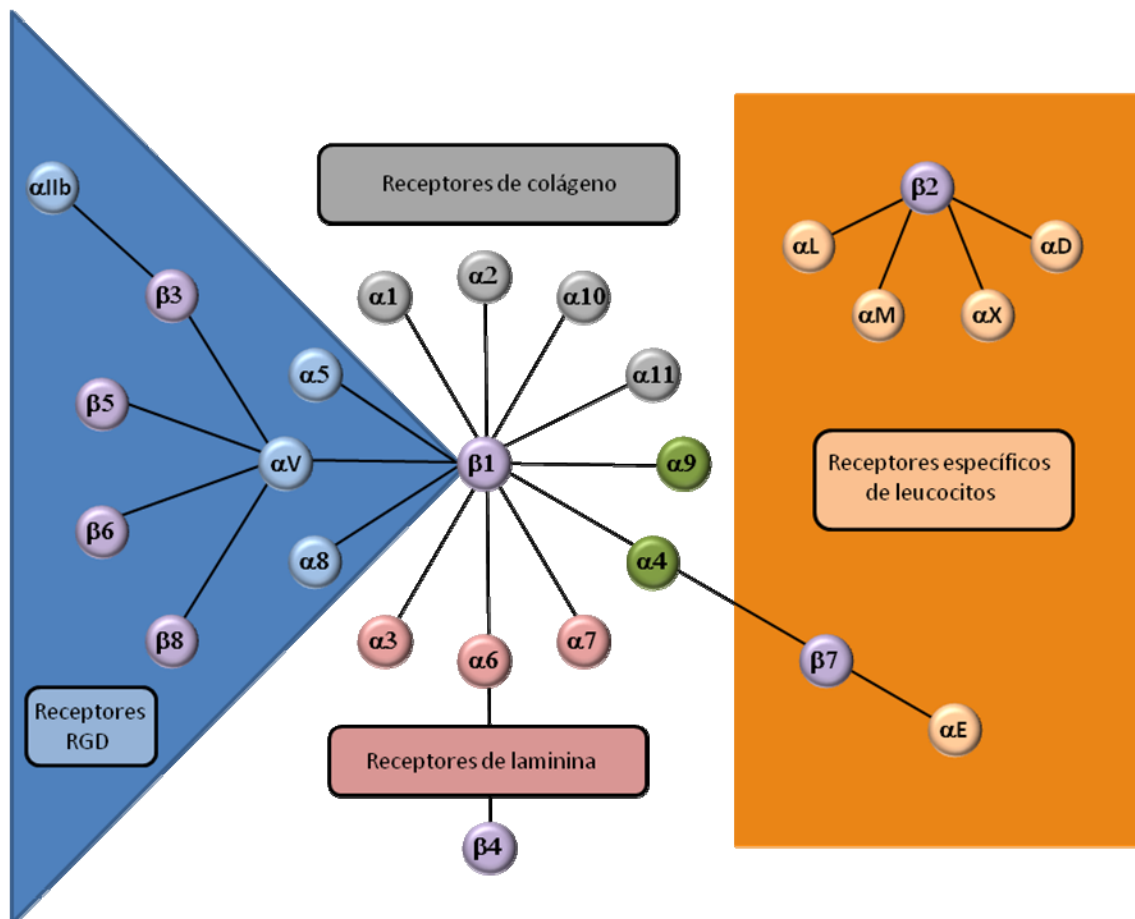 Receptores de colágeno
αIIb
β3
β5
αV
β6
β8
α5
α8
Receptores
RGD
α1
α2
α10
α11
β1
α9
α4
α3
α6
α7
Receptores de laminina
β4
β2
αL
αM
αX
αD
Receptores específicos
de leucocitos
β7
αE